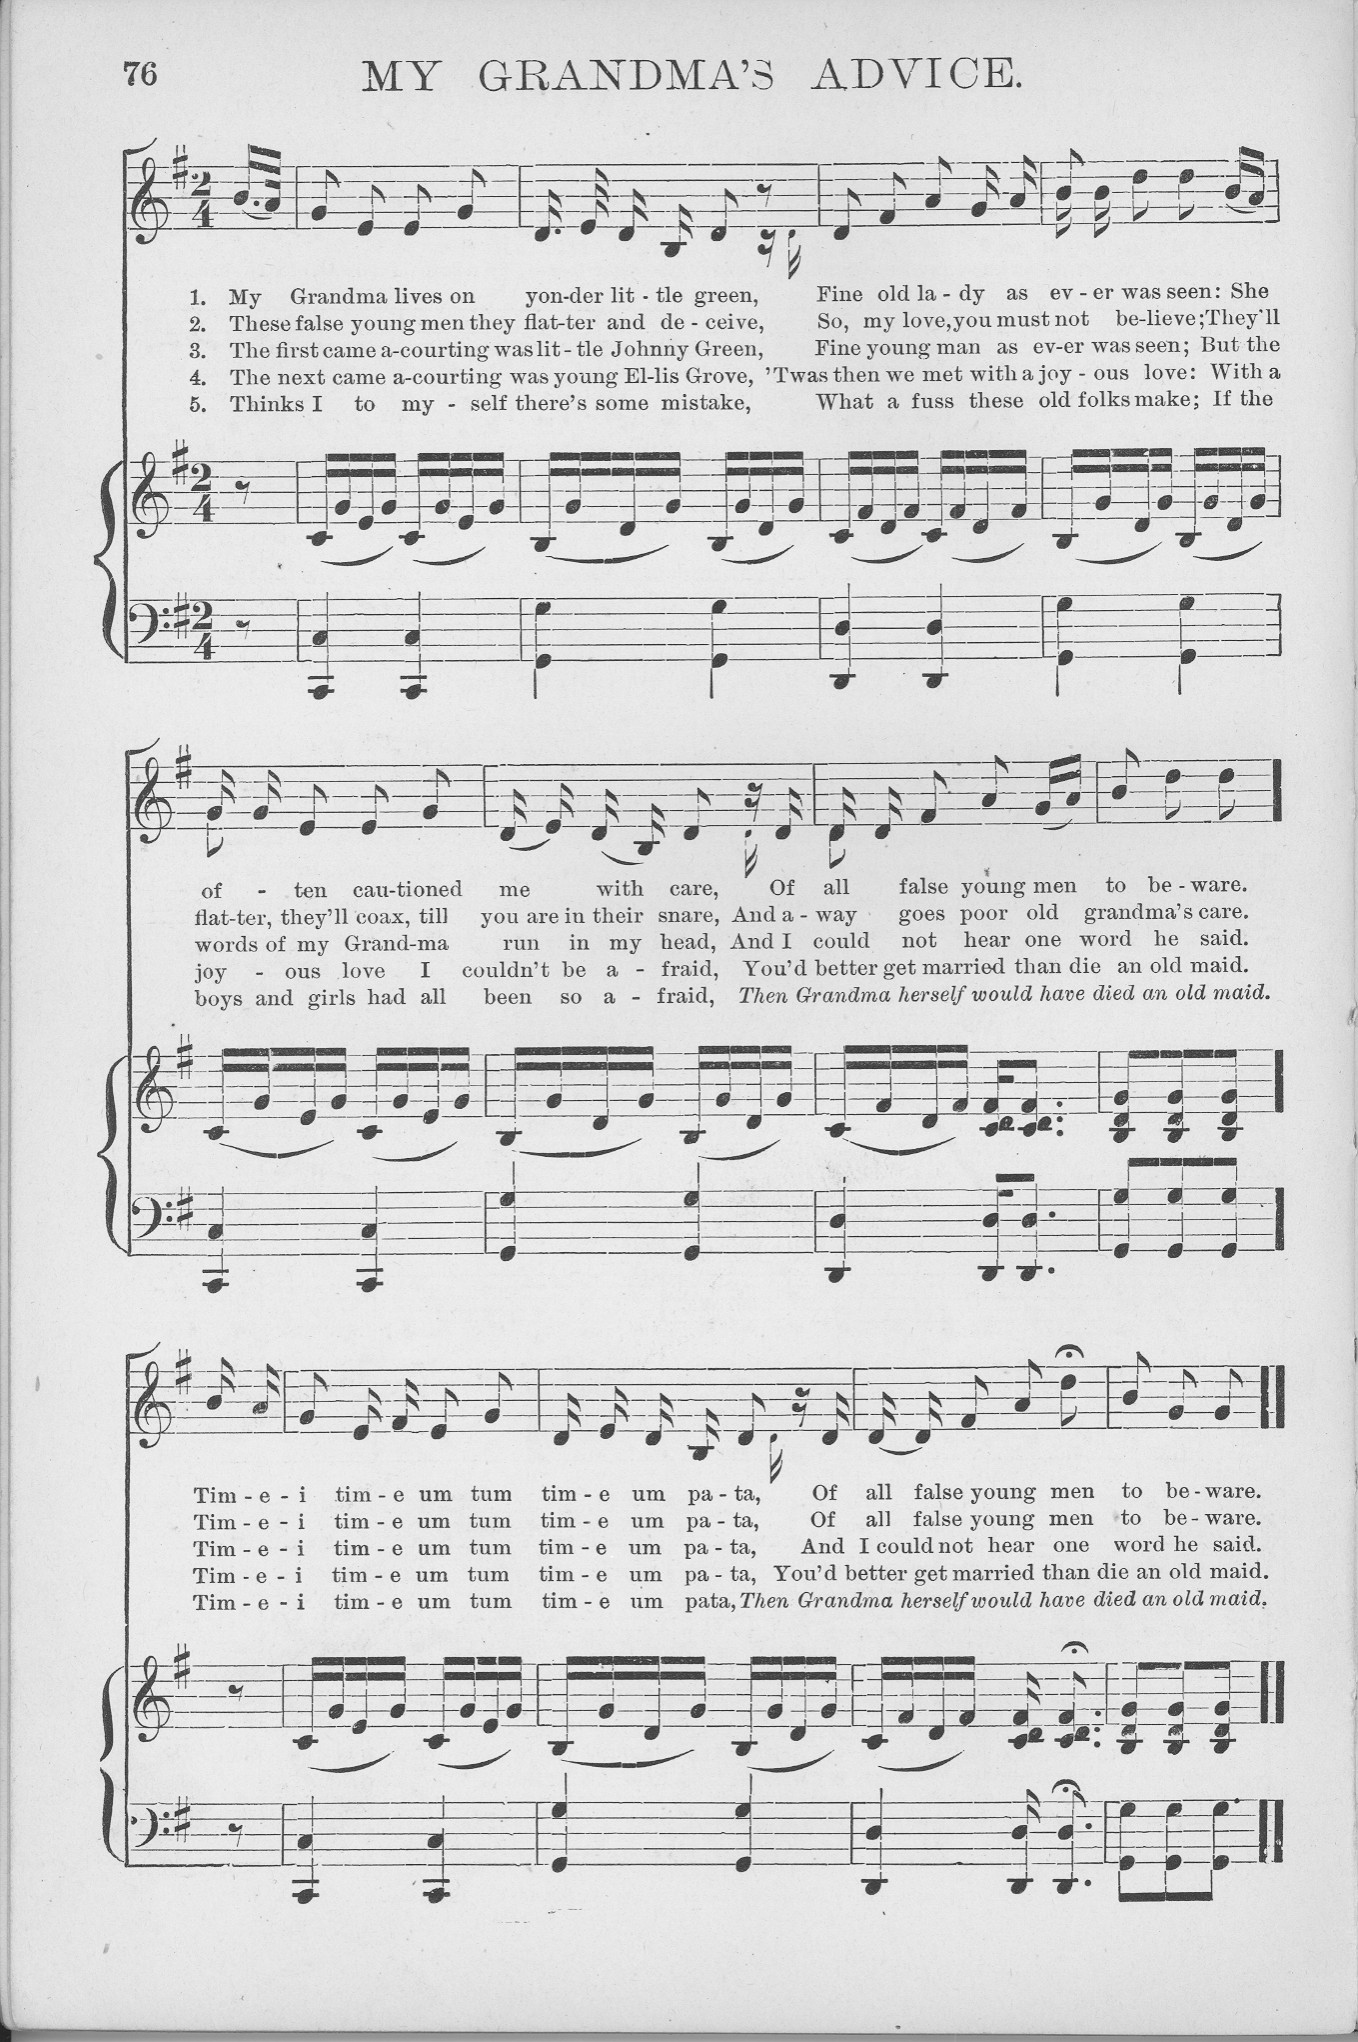 76
MY GRANDMA'S ADVICE.
1. My Grandma lives on yon-der lit - tle green, Fine old la - dy as ev - er was seen: She
2. These false young men they flat-ter and de - ceive, So, my love, you must not be-lieve; They'll
3. The first came a-courting was lit - tle Johnny Green, Fine young man as ev-er was seen; But the
4. The next came a-courting was young El-lis Grove, 'Twas then we met with a joy - ous love: With a
5. Thinks I to my - self there's some mistake, What a fuss these old folks make; If the
of - ten cau-tioned me with care, Of all false young men to be - ware.
flat-ter, they'll coax, till you are in their snare, And a - way goes poor old grandma's care.
words of my Grand-ma run in my head, And I could not hear one word he said.
joy - ous love I couldn't be a - fraid, You'd better get married than die an old maid.
boys and girls had all been so a - fraid, Then Grandma herself would have died an old maid.
Tim - e - i tim - e um tum tim - e um pa - ta, Of all false young men to be - ware.
Tim - e - i tim - e um tum tim - e um pa - ta, Of all false young men to be - ware.
Tim - e - i tim - e um tum tim - e um pa - ta, And I could not hear one word he said.
Tim - e - i tim - e um tum tim - e um pa - ta, You'd better get married than die an old maid.
Tim - e - i tim - e um tum tim - e um pata, Then Grandma herself would have died an old maid.